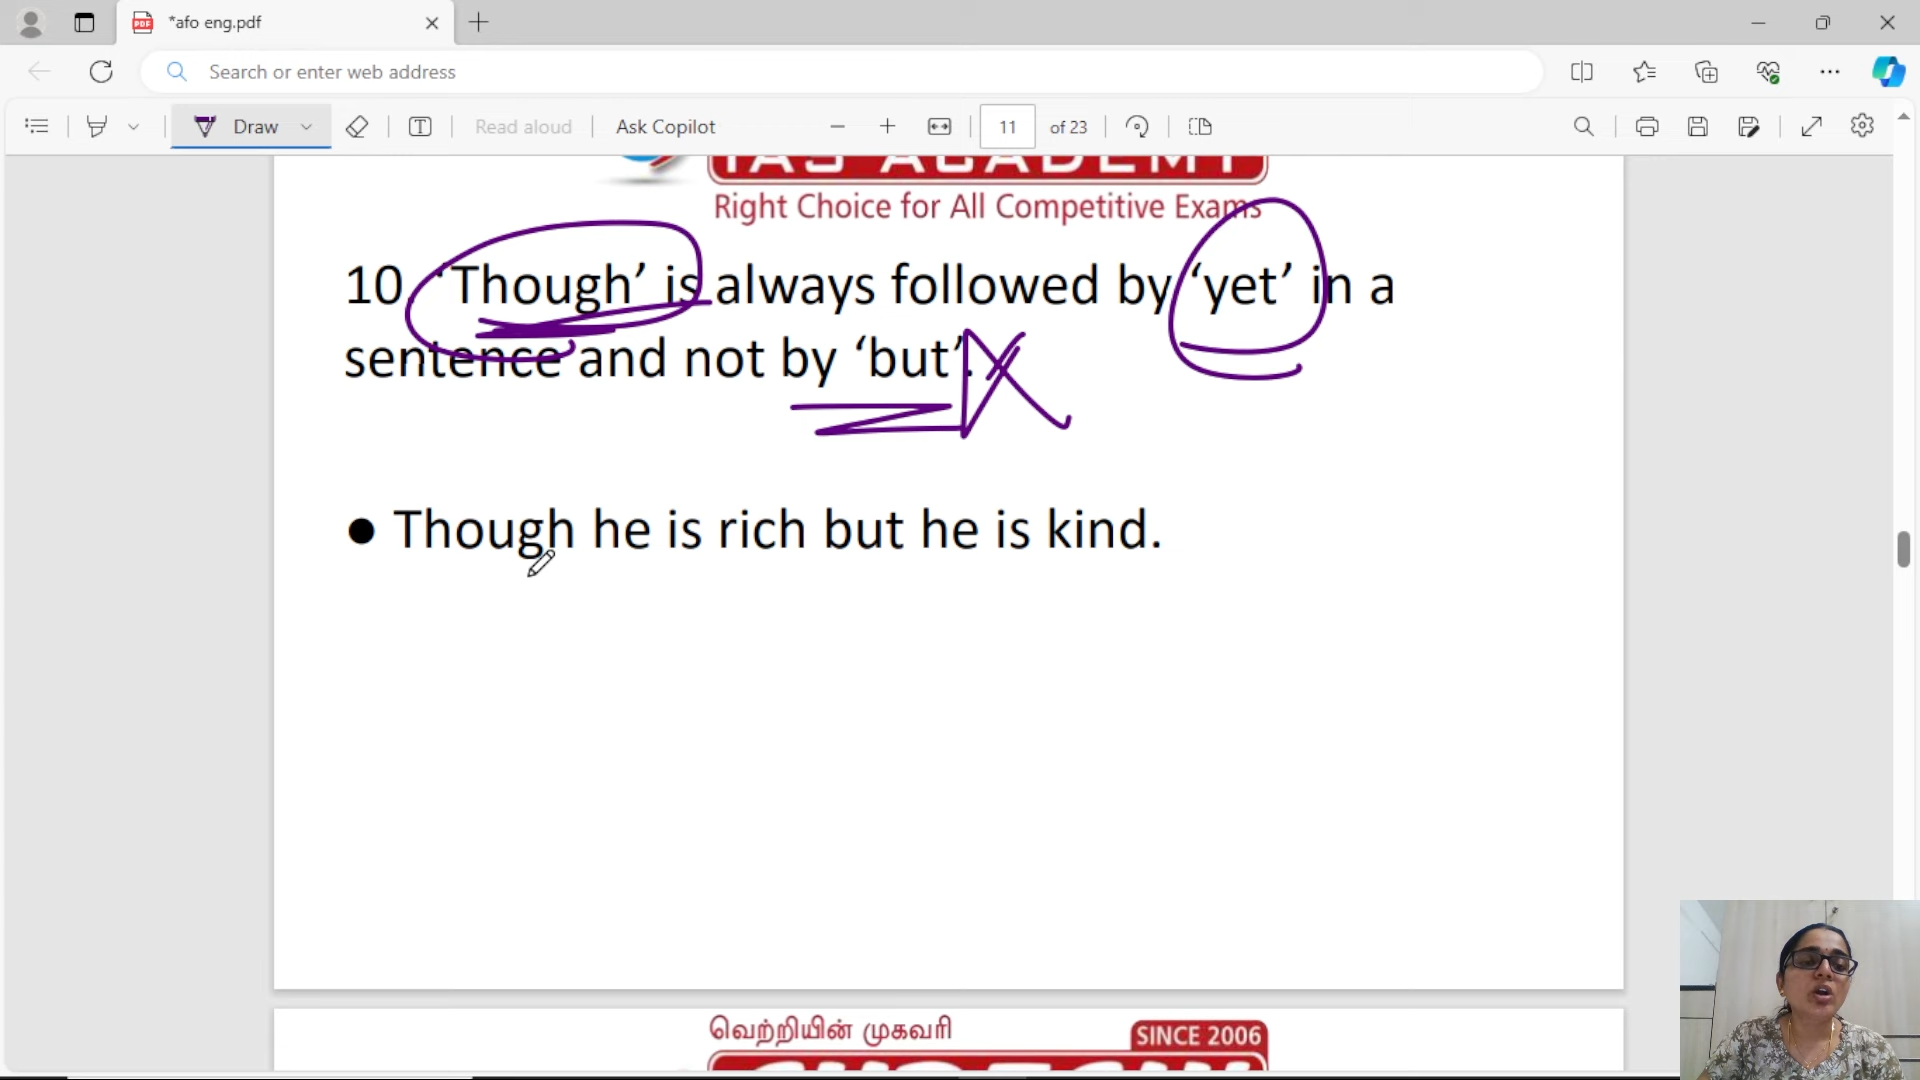 *afo eng.pdf
Search or enter web address
Draw
Read aloud
Ask Copilot
11
of 23
IAS ACADEMY
Right Choice for All Competitive Exams
10. ‘Though’ is always followed by ‘yet’ in a
sentence and not by ‘but’.
● Though he is rich but he is kind.
வெற்றியின் முகவரி
SINCE 2006